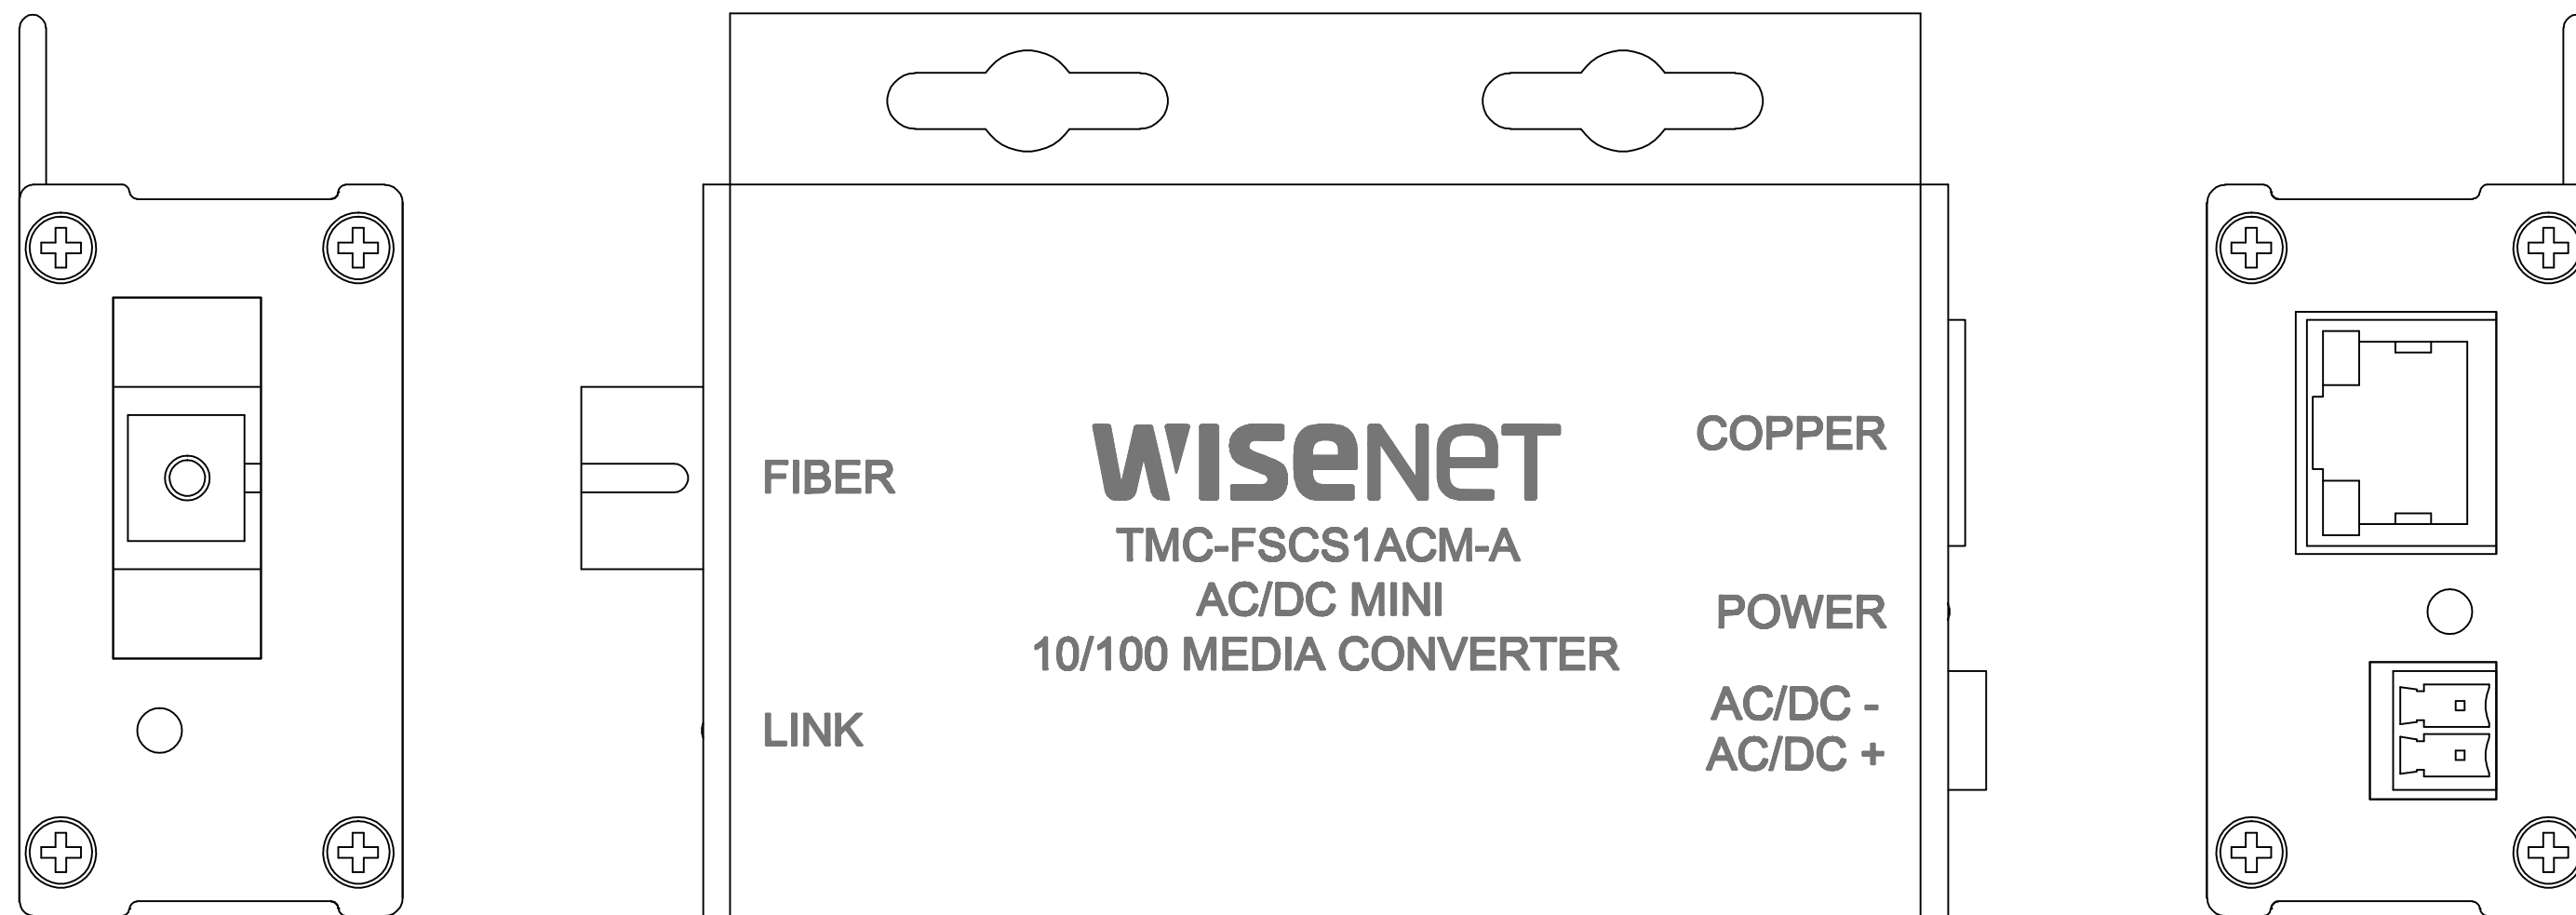 FIBER
LINK
WISENET
TMC-FSCS1ACM-A
AC/DC MINI
10/100 MEDIA CONVERTER
COPPER
POWER
AC/DC -
AC/DC +